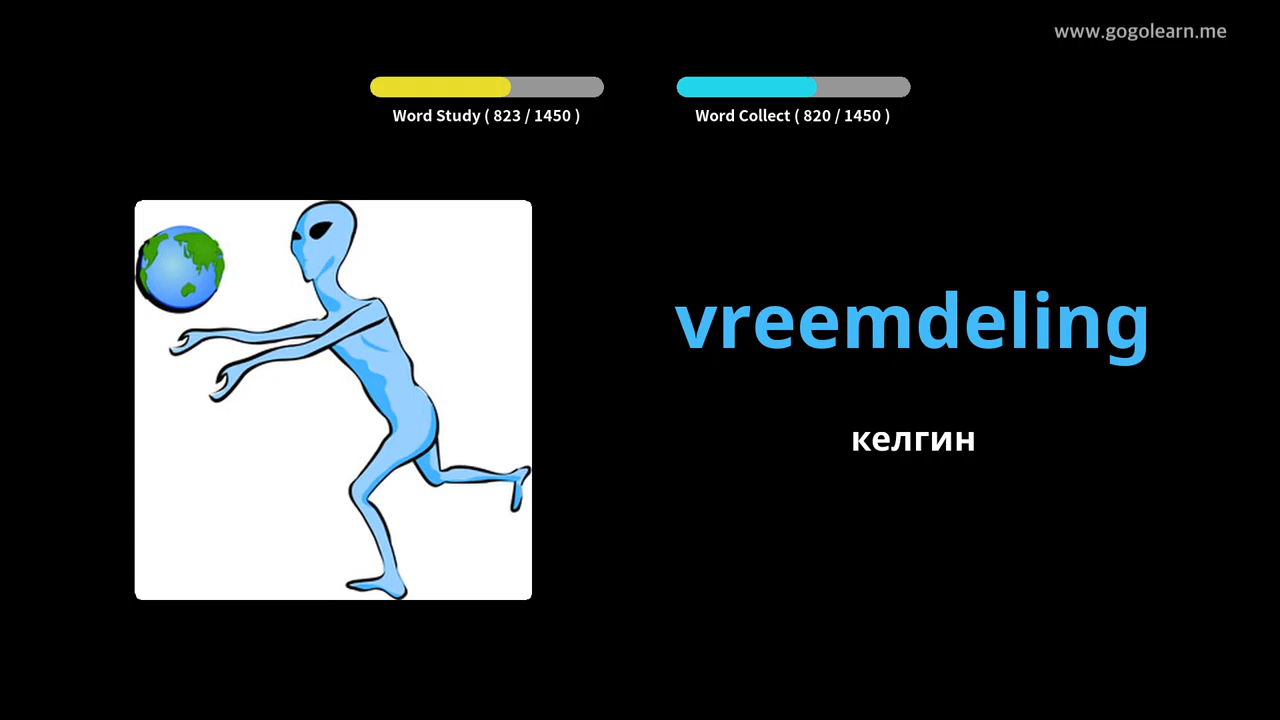 www.gogolearn.me
Word Study ( 823 / 1450 )
Word Collect ( 820 / 1450 )
vreemdeling
келгин